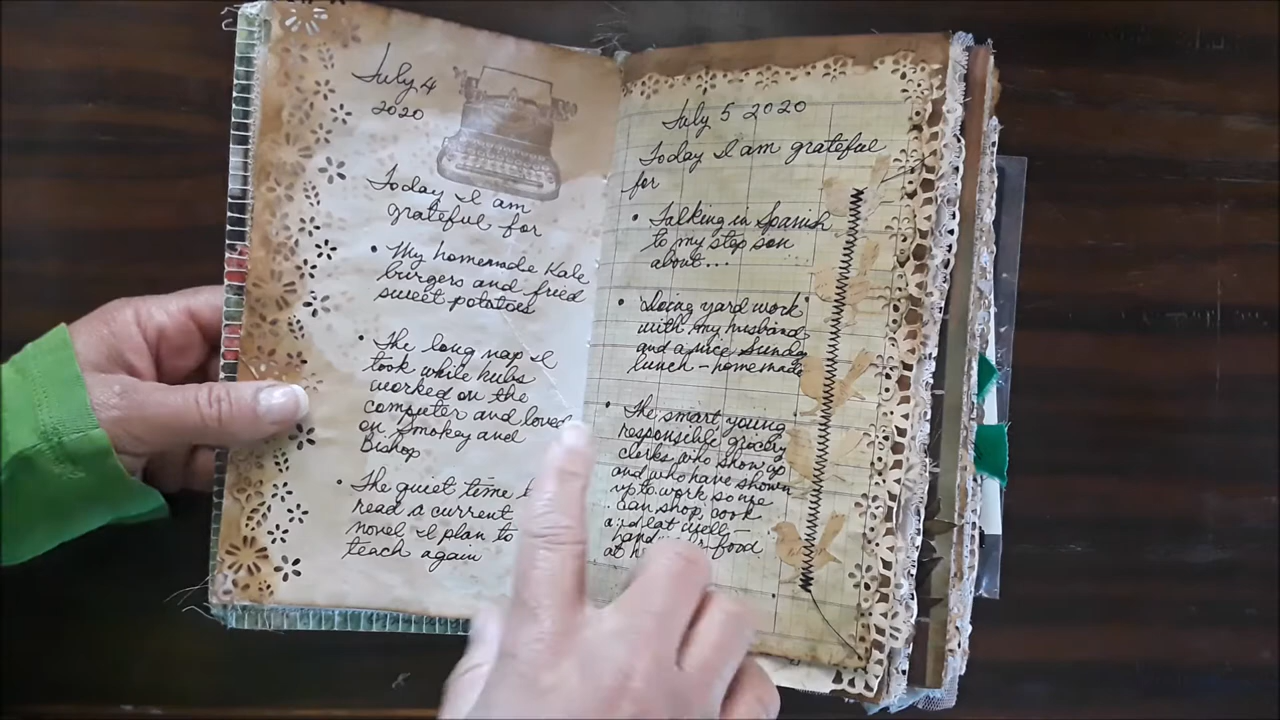 July 4
2020
Today I am
grateful for
• My homemade Kale
burgers and fried
sweet potatoes
• The long nap I
took while hubs
worked on the
computer and loved
on Smokey and
Bishop
• The quiet time
read a current
novel I plan to
teach again
July 5 2020
Today I am grateful
for
• Talking in Spanish
to my step son
about...
• Doing yard work
with my husband
and a nice Sunday
lunch - homemade
• The smart young
responsible grocery
clerks who show up
and who have shown
up to work so we
can shop, cook
and eat well -
food
at